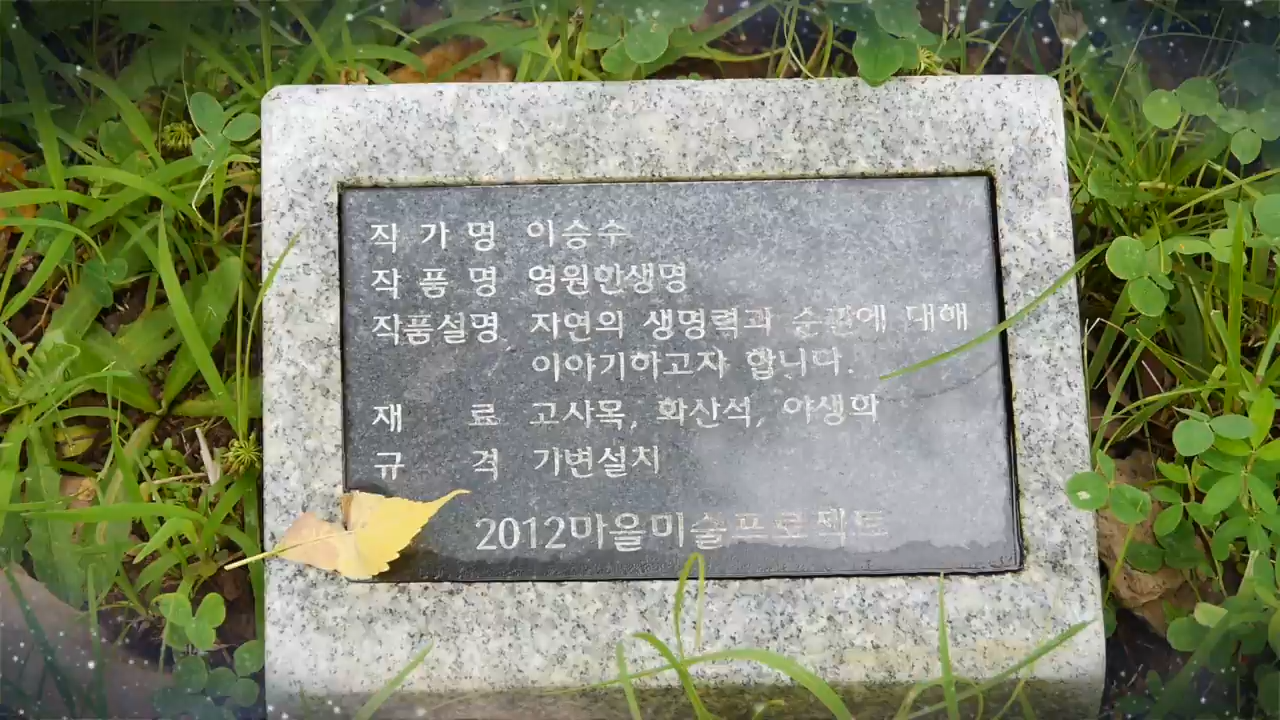 작 가 명 이승수
작 품 명 영원한생명
작품설명 자연의 생명력과 순환에 대해
이야기하고자 합니다.
재 료 고사목, 화산석, 야생화
규 격 가변설치
2012마을미술프로젝트